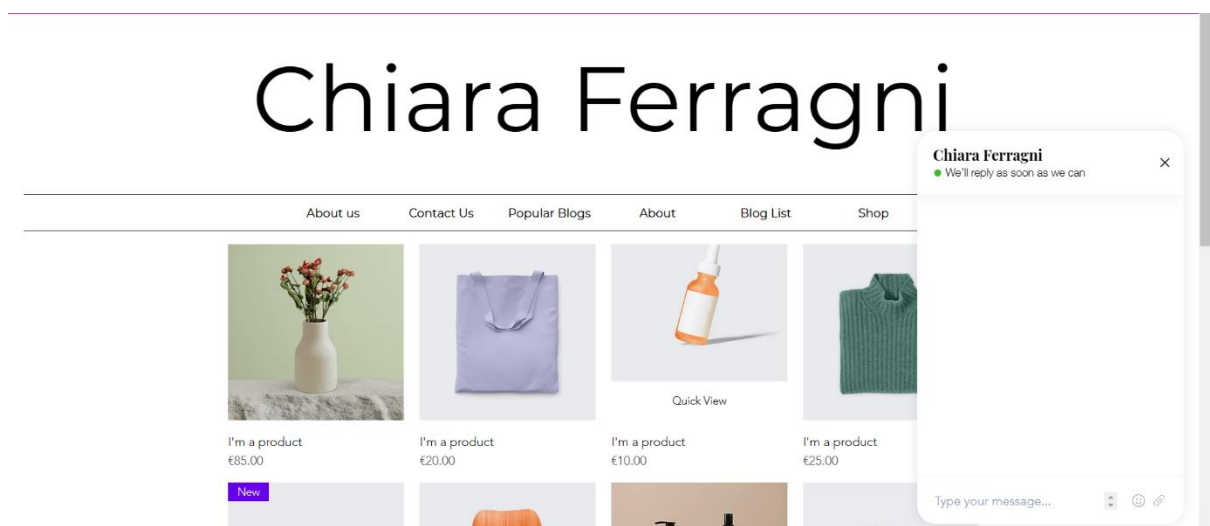 Chiara Ferragni
Chiara Ferragni
We'll reply as soon as we can
About us Contact Us Popular Blogs About Blog List Shop
Quick View
I'm a product I'm a product I'm a product I'm a product
€85.00 €20.00 €10.00 €25.00
New
Type your message...